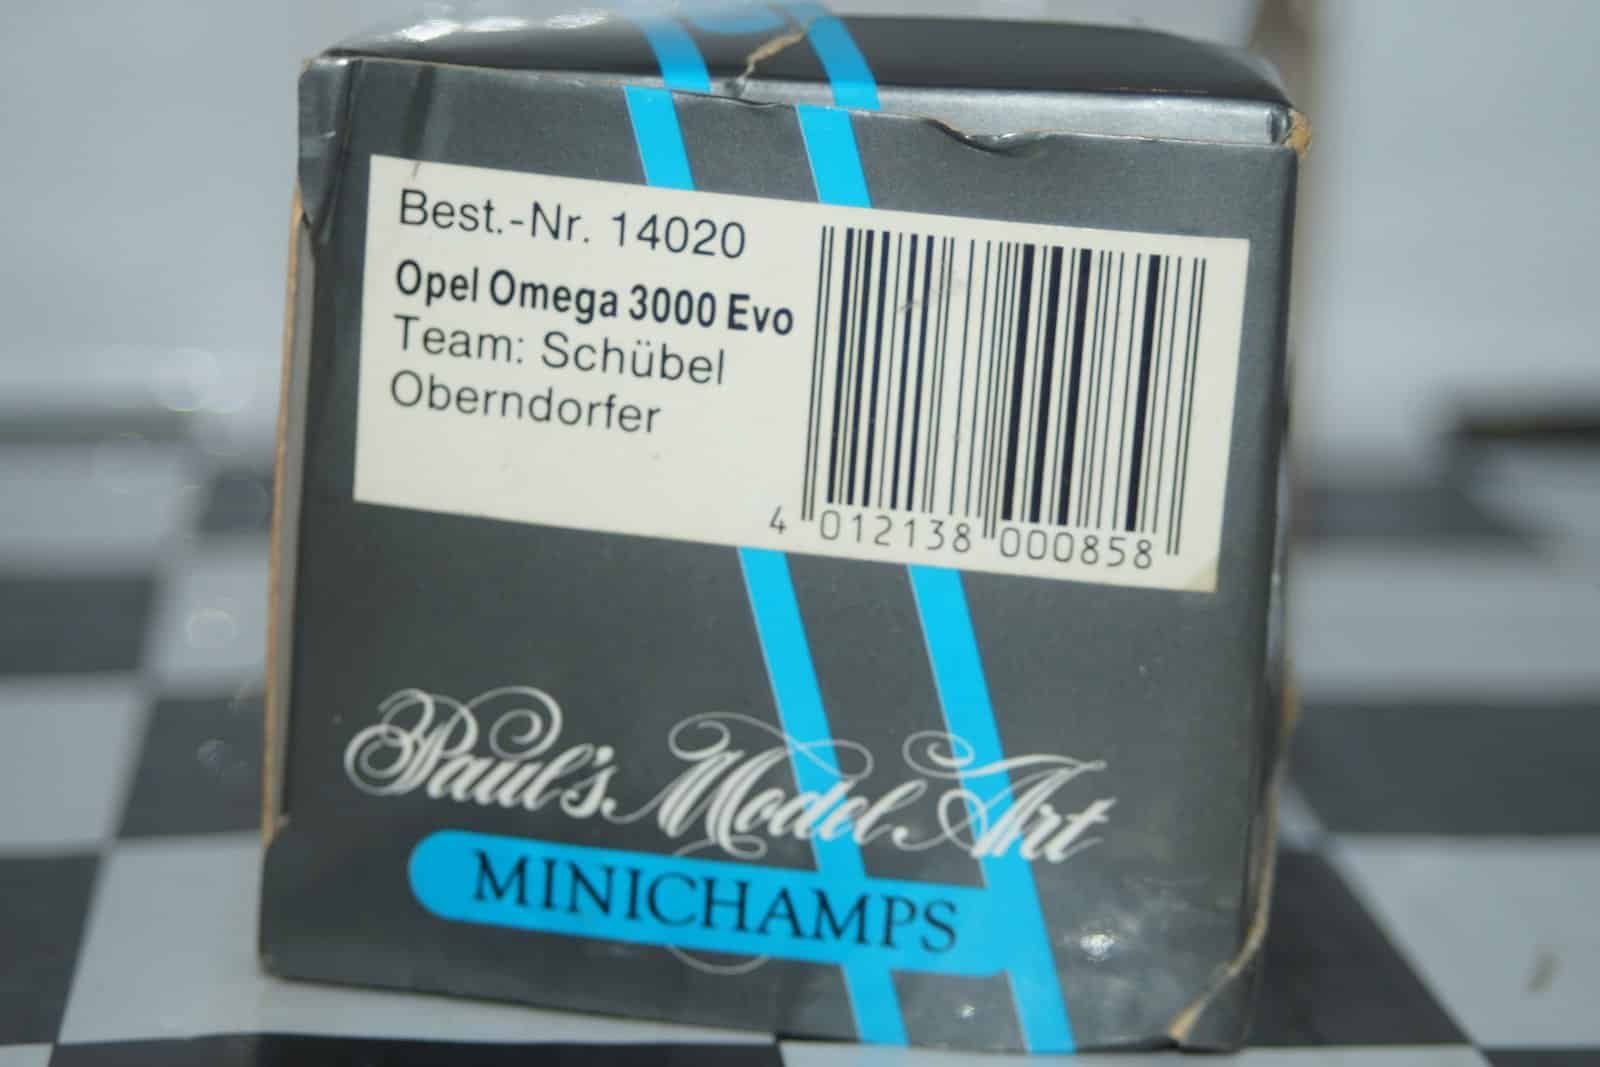 Best.-Nr. 14020
Opel Omega 3000 Evo
Team: Schübel
Oberndorfer
4 012138 000858
Paul's Model Art
MINICHAMPS